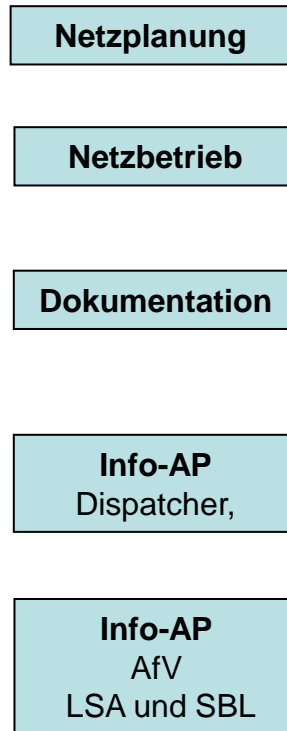 Netzplanung
Netzbetrieb
Dokumentation
Info-AP
Dispatcher,
Info-AP
AfV
LSA und SBL